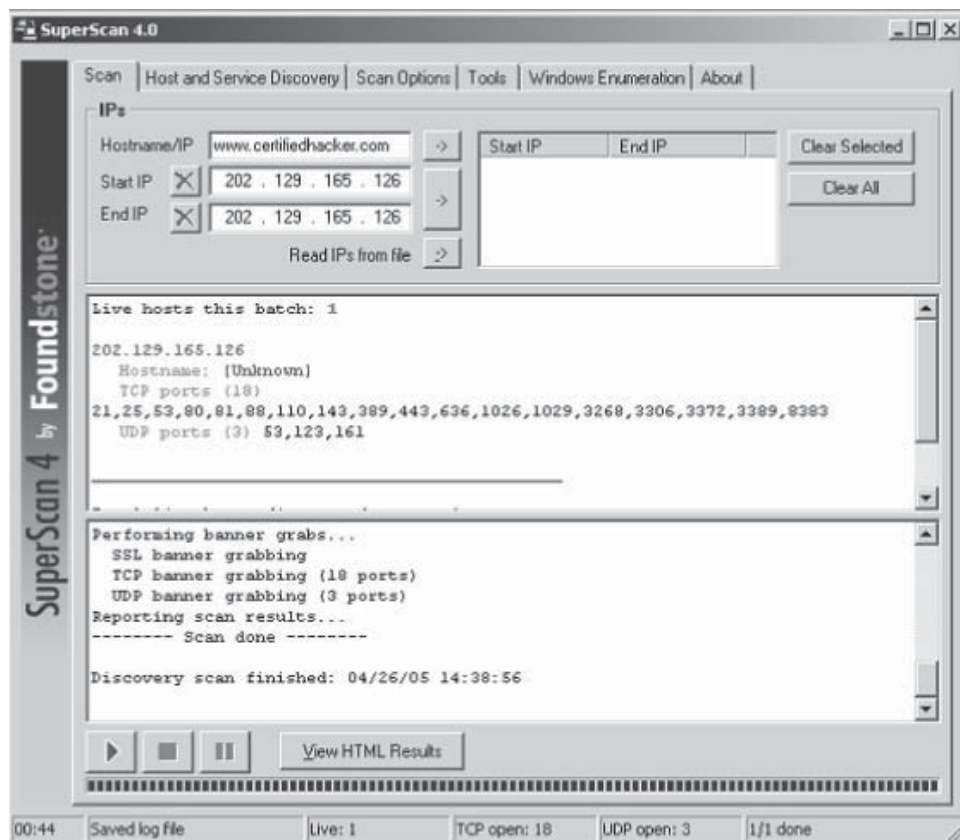 SuperScan 4.0
Scan Host and Service Discovery Scan Options Tools Windows Enumeration About
IPs
Hostname/IP www.certifiedhacker.com -> Start IP End IP Clear Selected
Start IP X 202 . 129 . 165 . 126 -> Clear All
End IP X 202 . 129 . 165 . 126
Read IPs from file ->
SuperScan 4 by Foundstone
Live hosts this batch: 1
202.129.165.126
Hostname: [Unknown]
TCP ports (18)
21,25,53,80,81,88,110,143,389,443,636,1026,1029,3268,3306,3372,3389,8383
UDP ports (3) 53,123,161
Performing banner grabs...
SSL banner grabbing
TCP banner grabbing (18 ports)
UDP banner grabbing (3 ports)
Reporting scan results...
-------- Scan done --------
Discovery scan finished: 04/26/05 14:38:56
View HTML Results
00:44 Saved log file Live: 1 TCP open: 18 UDP open: 3 1/1 done